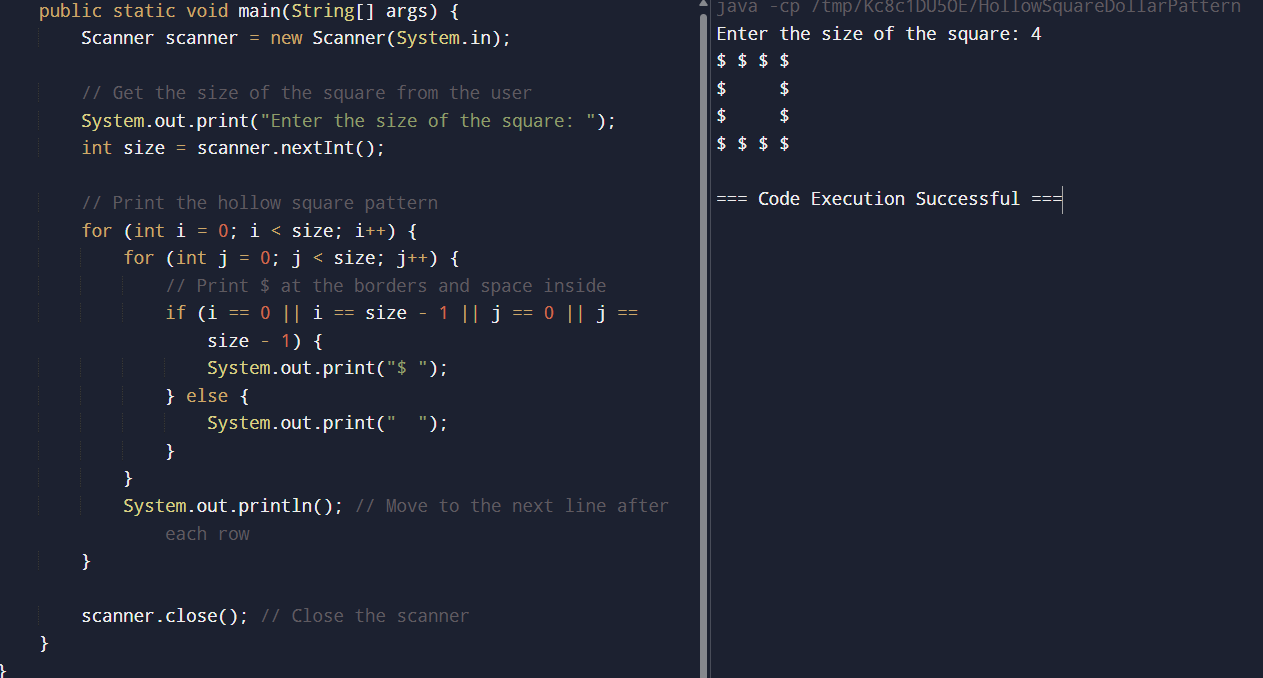 public static void main(String[] args) {
Scanner scanner = new Scanner(System.in);
// Get the size of the square from the user
System.out.print("Enter the size of the square: ");
int size = scanner.nextInt();
// Print the hollow square pattern
for (int i = 0; i < size; i++) {
for (int j = 0; j < size; j++) {
// Print $ at the borders and space inside
if (i == 0 || i == size - 1 || j == 0 || j ==
size - 1) {
System.out.print("$ ");
} else {
System.out.print("  ");
}
}
System.out.println(); // Move to the next line after
each row
}
scanner.close(); // Close the scanner
}
}
java -cp /tmp/Kc8c1DU5OE/HollowSquareDollarPattern
Enter the size of the square: 4
$ $ $ $
$     $
$     $
$ $ $ $
=== Code Execution Successful ===